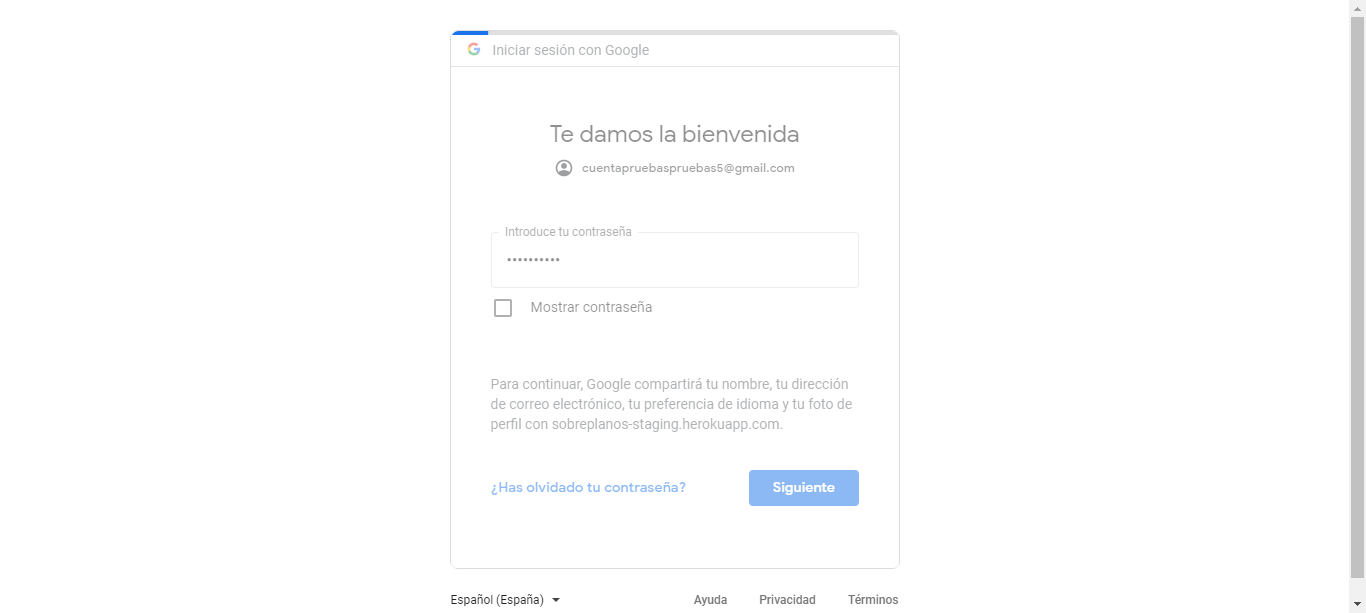 Iniciar sesión con Google
Te damos la bienvenida
cuentapruebaspruebas5@gmail.com
Introduce tu contraseña
••••••••••
Mostrar contraseña
Para continuar, Google compartirá tu nombre, tu dirección
de correo electrónico, tu preferencia de idioma y tu foto de
perfil con sobreplanos-staging.herokuapp.com.
¿Has olvidado tu contraseña? Siguiente
Español (España) Ayuda Privacidad Términos